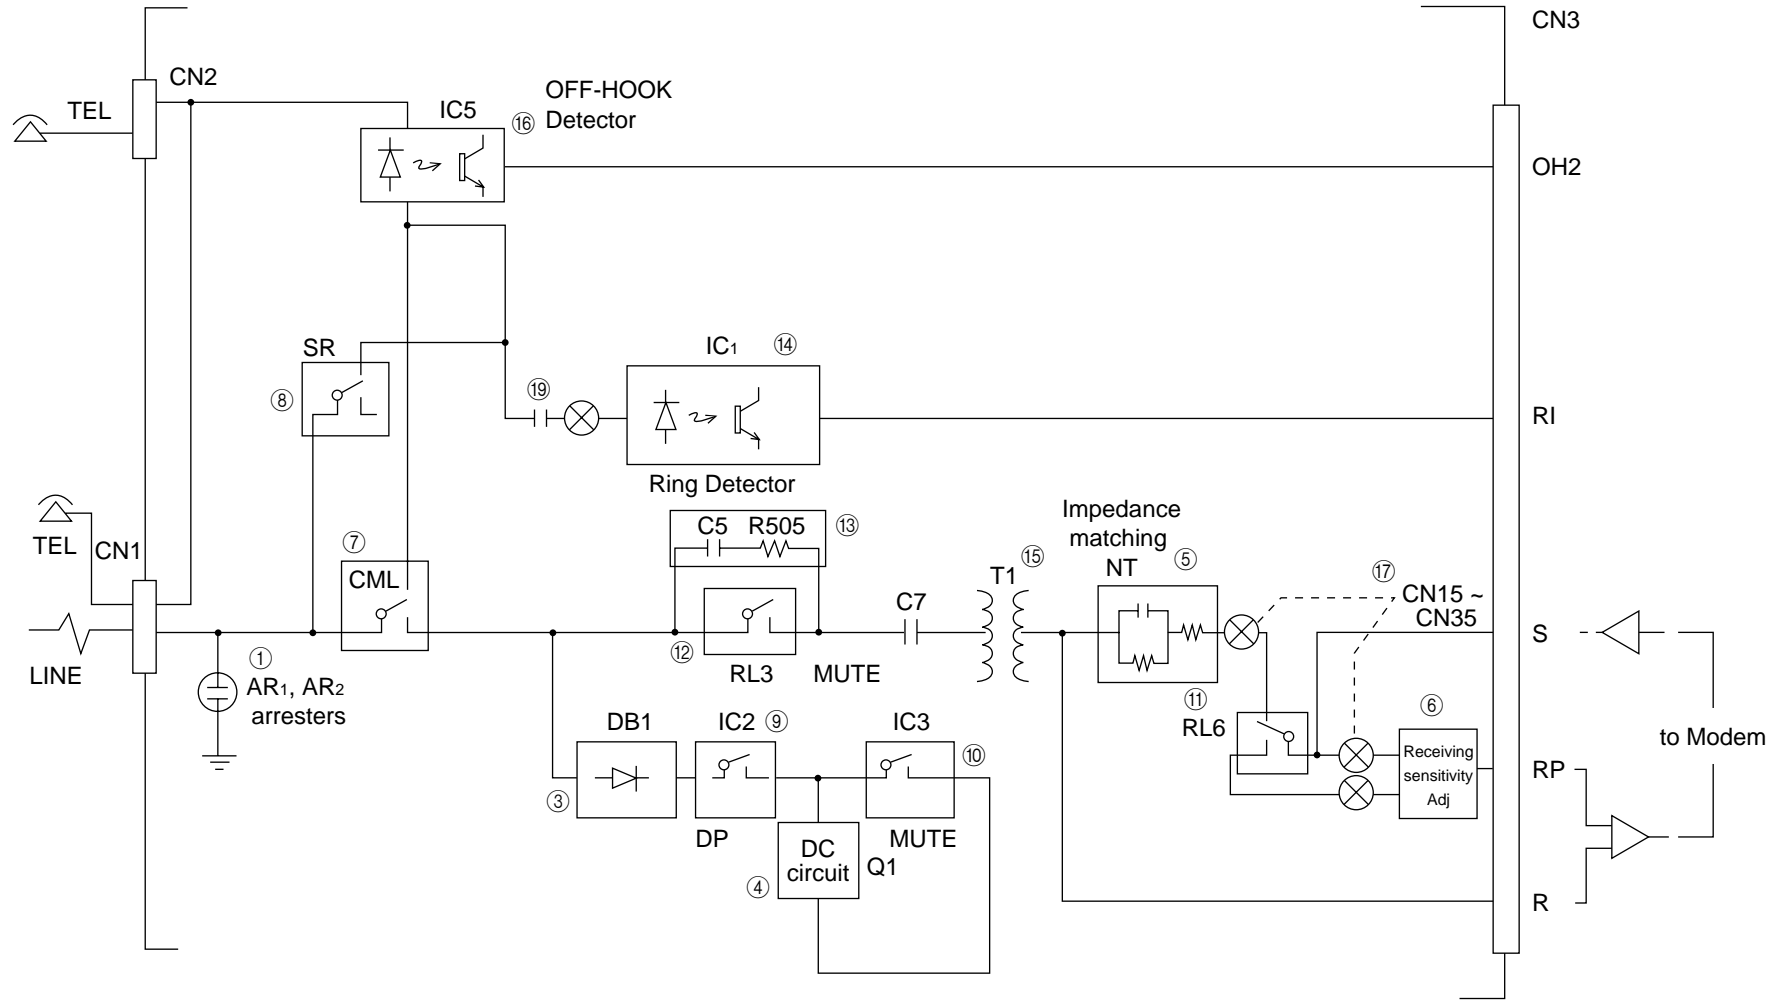 CN3
CN2
TEL
IC5
⑯
OFF-HOOK
Detector
OH2
SR
⑧
IC1
⑭
⑲
RI
Ring Detector
TEL
CN1
⑦
CML
C5 R505
⑬
Impedance
matching
NT
⑤
⑮
T1
⑰
CN15 ~
CN35
C7
S
LINE
①
AR1, AR2
arresters
⑫
RL3
MUTE
⑪
RL6
⑥
Receiving
sensitivity
Adj
to Modem
DB1
IC2
⑨
IC3
⑩
③
DP
MUTE
RP
DC
circuit
Q1
④
R